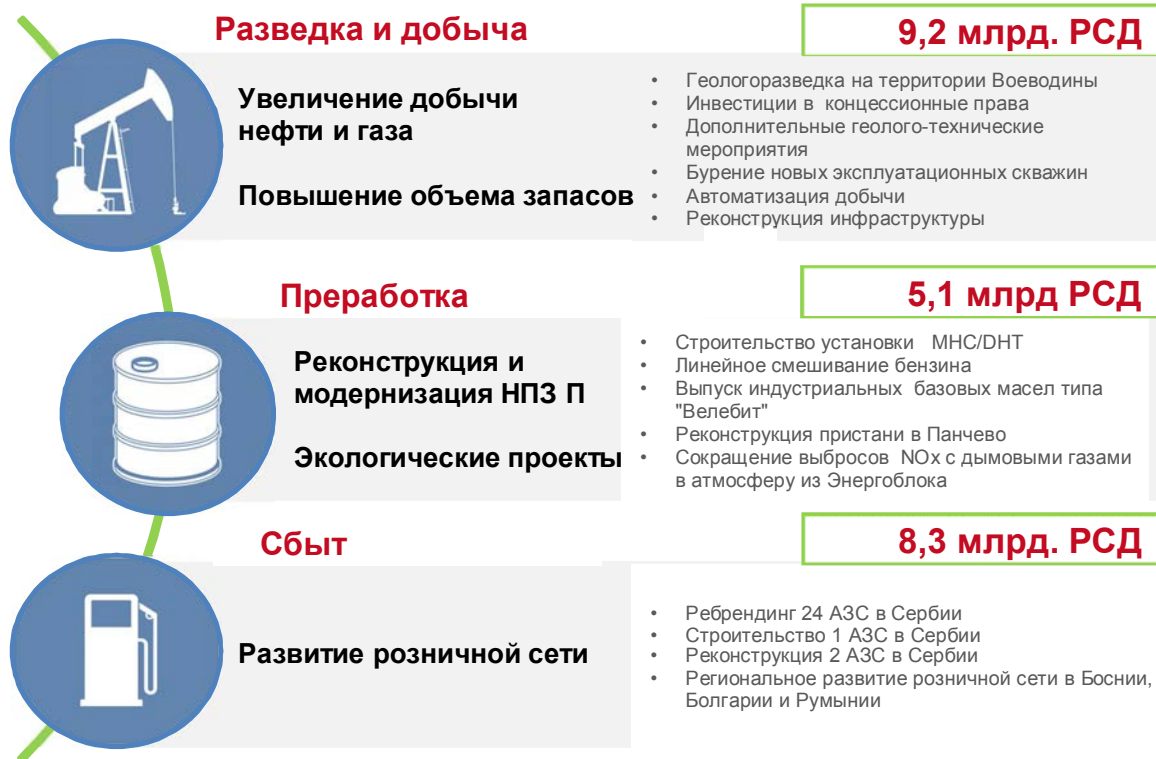 Разведка и добыча
9,2 млрд. РСД
Увеличение добычи
нефти и газа
Повышение объема запасов
• Геологоразведка на территории Воеводины
• Инвестиции в концессионные права
• Дополнительные геолого-технические
мероприятия
• Бурение новых эксплуатационных скважин
• Автоматизация добычи
• Реконструкция инфраструктуры
Преработка
5,1 млрд РСД
Реконструкция и
модернизация НПЗ П
Экологические проекты
• Строительство установки MHC/DHT
• Линейное смешивание бензина
• Выпуск индустриальных базовых масел типа
"Велебит"
• Реконструкция пристани в Панчево
• Сокращение выбросов NOx с дымовыми газами
в атмосферу из Энергоблока
Сбыт
8,3 млрд. РСД
Развитие розничной сети
• Ребрендинг 24 АЗС в Сербии
• Строительство 1 АЗС в Сербии
• Реконструкция 2 АЗС в Сербии
• Региональное развитие розничной сети в Боснии,
Болгарии и Румынии